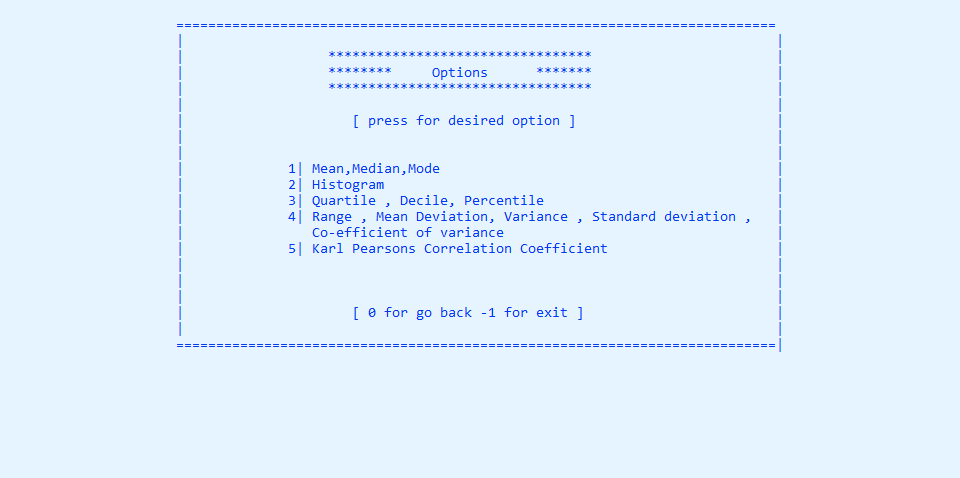 ===========================================================================
*********************************
******** Options *******
*********************************
[ press for desired option ]
1| Mean,Median,Mode
2| Histogram
3| Quartile , Decile, Percentile
4| Range , Mean Deviation, Variance , Standard deviation ,
Co-efficient of variance
5| Karl Pearsons Correlation Coefficient
[ 0 for go back -1 for exit ]
===========================================================================|